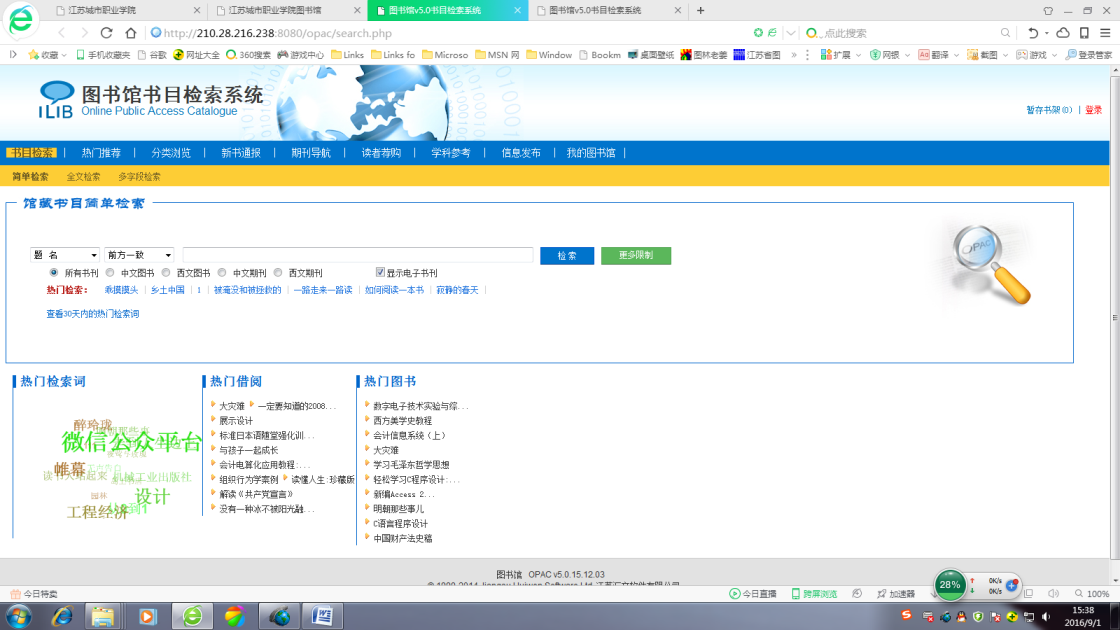 江苏城市职业学院
江苏城市职业学院图书馆
图书馆v5.0书目检索系统
图书馆v5.0书目检索系统
http://210.28.216.238:8080/opac/search.php
点此搜索
收藏 手机收藏夹 谷歌 网址大全 360搜索 游戏中心 Links Links fo Microso MSN 网 Window Bookm 桌面壁纸 园林老姜 江苏省图 » 扩展 网银 翻译 截图 游戏 登录管家
ILIB
图书馆书目检索系统
Online Public Access Catalogue
暂存书架(0) | 登录
书目检索 | 热门推荐 | 分类浏览 | 新书通报 | 期刊导航 | 读者荐购 | 学科参考 | 信息发布 | 我的图书馆 |
简单检索 全文检索 多字段检索
馆藏书目简单检索
题 名 前方一致 检 索 更多限制
OPAC
所有书刊 中文图书 西文图书 中文期刊 西文期刊 显示电子书刊
热门检索: 乖摸摸头 | 乡土中国 | 1 | 被淹没和被拯救的 | 一路走来一路读 | 如何阅读一本书 | 寂静的春天 |
查看30天内的热门检索词
热门检索词
醉玲珑
微信公众平台
帷幕
机械工业出版社
园林
设计
工程经济
热门借阅
大灾难 一定要知道的2008...
展示设计
标准日本语随堂强化训...
与孩子一起成长
会计电算化应用教程:...
组织行为学案例 读懂人生:珍藏版
解读《共产党宣言》
没有一种冰不被阳光融...
热门图书
数字电子技术实验与综...
西方美学史教程
会计信息系统（上）
大灾难
学习毛泽东哲学思想
轻松学习C程序设计:...
新编Access 2...
明朝那些事儿
C语言程序设计
中国财产法史稿
图书馆 OPAC v5.0.15.12.03
今日特卖
今日直播 跨屏浏览 加速器
28%
0K/s
0K/s
100%
15:38
2016/9/1